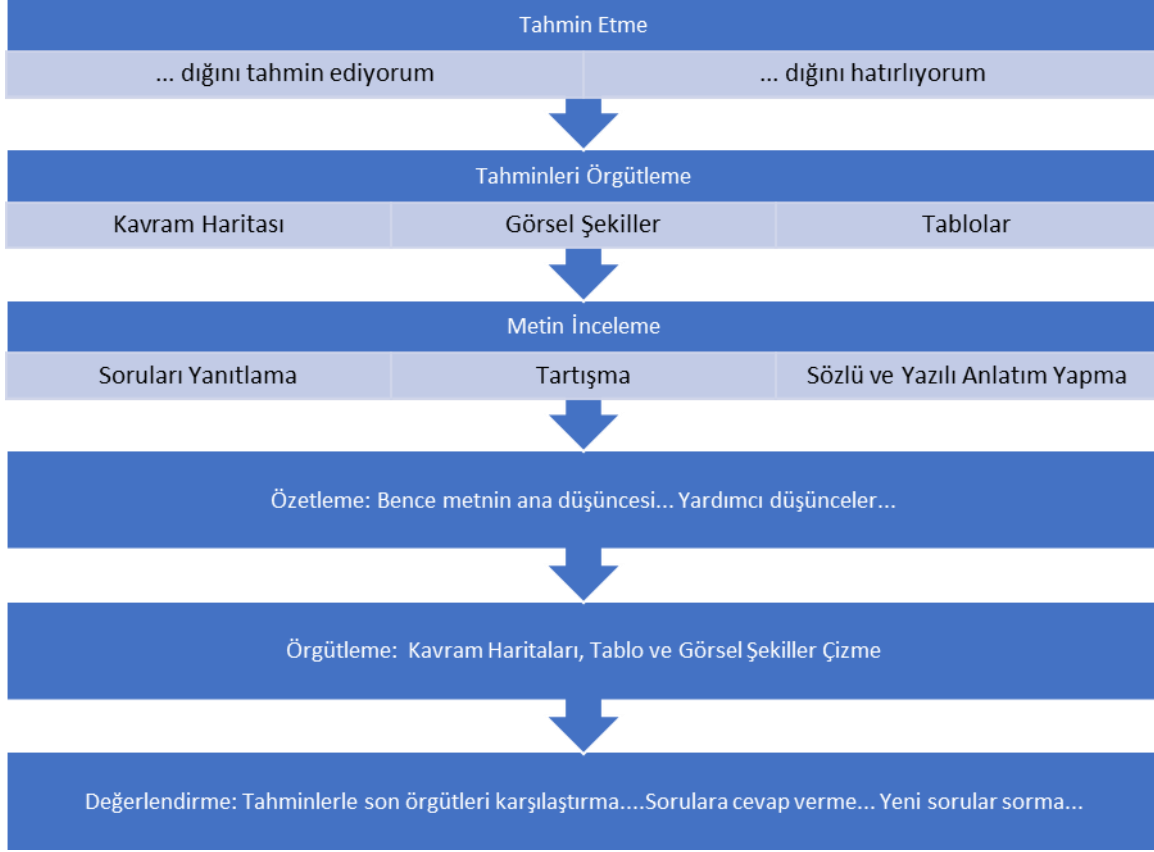 Tahmin Etme
... dığını tahmin ediyorum
... dığını hatırlıyorum
Tahminleri Örgütleme
Kavram Haritası
Görsel Şekiller
Tablolar
Metin İnceleme
Soruları Yanıtlama
Tartışma
Sözlü ve Yazılı Anlatım Yapma
Özetleme: Bence metnin ana düşüncesi... Yardımcı düşünceler...
Örgütleme: Kavram Haritaları, Tablo ve Görsel Şekiller Çizme
Değerlendirme: Tahminlerle son örgütleri karşılaştırma....Sorulara cevap verme... Yeni sorular sorma...